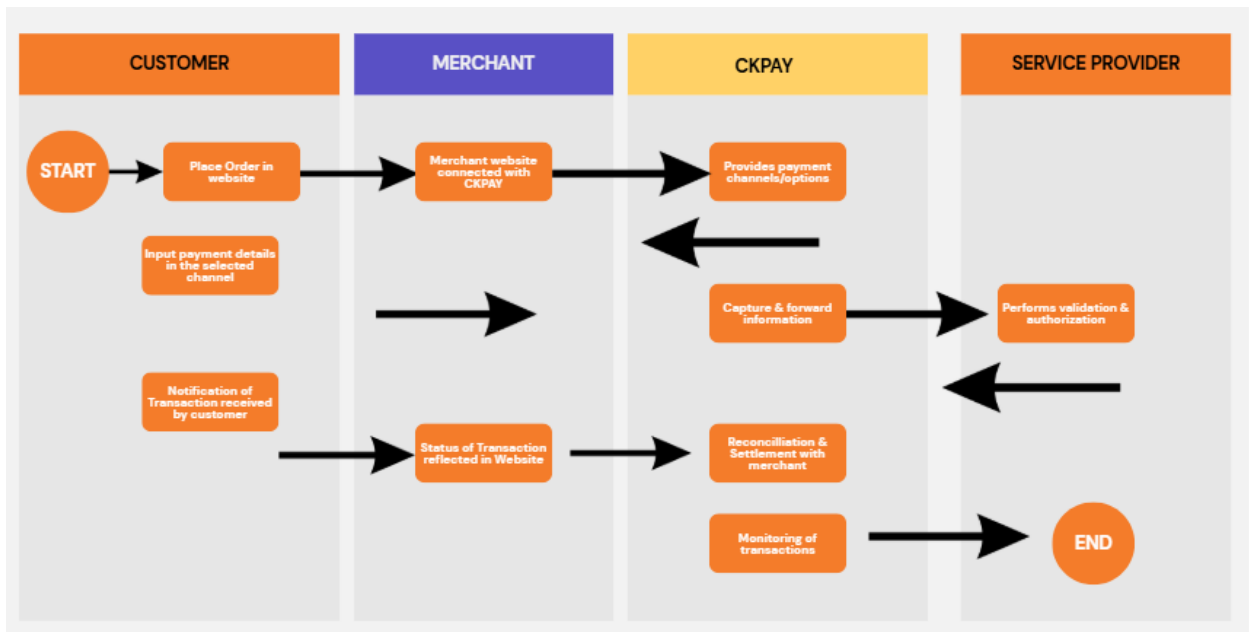 CUSTOMER
MERCHANT
CKPAY
SERVICE PROVIDER
START
Place Order in
website
Merchant website
connected with
CKPAY
Provides payment
channels/options
Input payment details
in the selected
channel
Capture & forward
information
Performs validation &
authorization
Notification of
Transaction received
by customer
Status of Transaction
reflected in Website
Reconcilliation &
Settlement with
merchant
Monitoring of
transactions
END